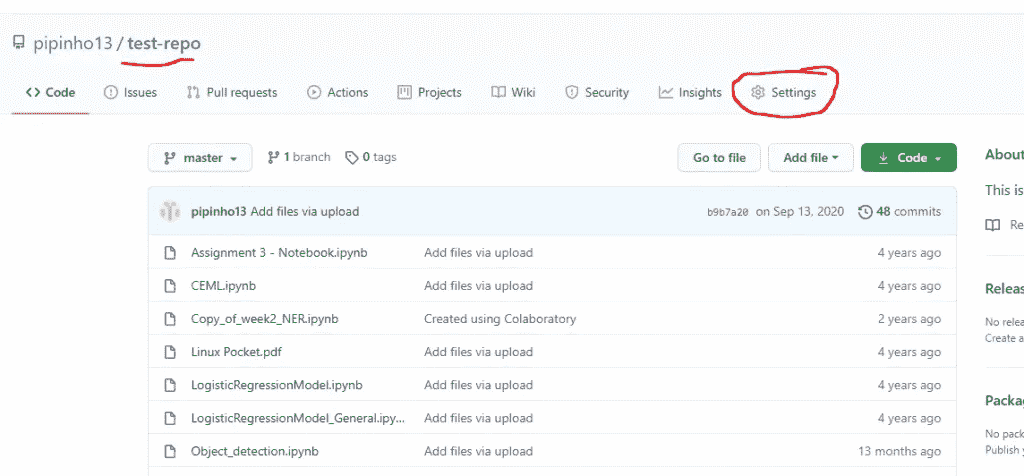 pipinho13 / test-repo
Code Issues Pull requests Actions Projects Wiki Security Insights Settings
master 1 branch 0 tags Go to file Add file Code
About
pipinho13 Add files via upload b9b7a20 on Sep 13, 2020 48 commits
This is
Assignment 3 - Notebook.ipynb Add files via upload 4 years ago
CEML.ipynb Add files via upload 4 years ago
Releas
Copy_of_week2_NER.ipynb Created using Colaboratory 2 years ago
No relea
Create a
Linux Pocket.pdf Add files via upload 4 years ago
LogisticRegressionModel.ipynb Add files via upload 4 years ago
Packag
LogisticRegressionModel_General.ipy... Add files via upload 4 years ago
No pack
Publish
Object_detection.ipynb Add files via upload 13 months ago